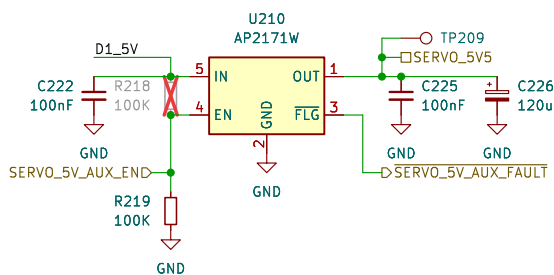 U210
AP2171W
TP209
D1_5V
SERVO_5V5
C222
100nF
R218
100K
5
IN
OUT
1
C225
100nF
C226
120u
+
4
EN
FLG
3
GND
2
GND
GND
GND
GND
SERVO_5V_AUX_EN
SERVO_5V_AUX_FAULT
R219
100K
GND